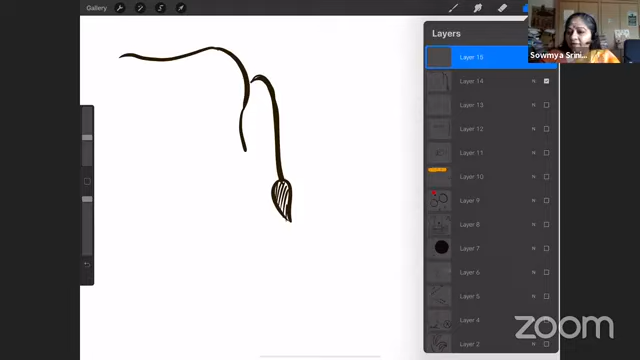 Gallery
Layers
Sowmya Srini...
Layer 15
Layer 14
N
Layer 13
N
Layer 12
N
Layer 11
N
Layer 10
N
Layer 9
N
Layer 8
N
Layer 7
N
Layer 6
N
Layer 5
N
Layer 4
Layer 2
N
zoom